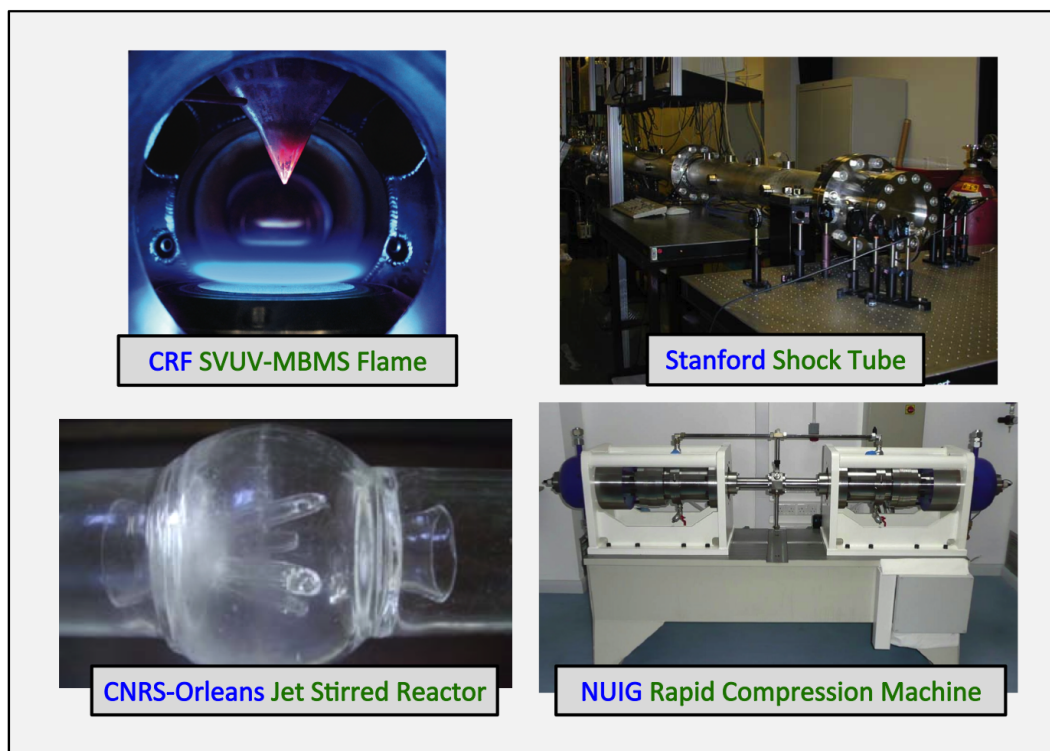 CRF SVUV-MBMS Flame
Stanford Shock Tube
CNRS-Orleans Jet Stirred Reactor
NUIG Rapid Compression Machine